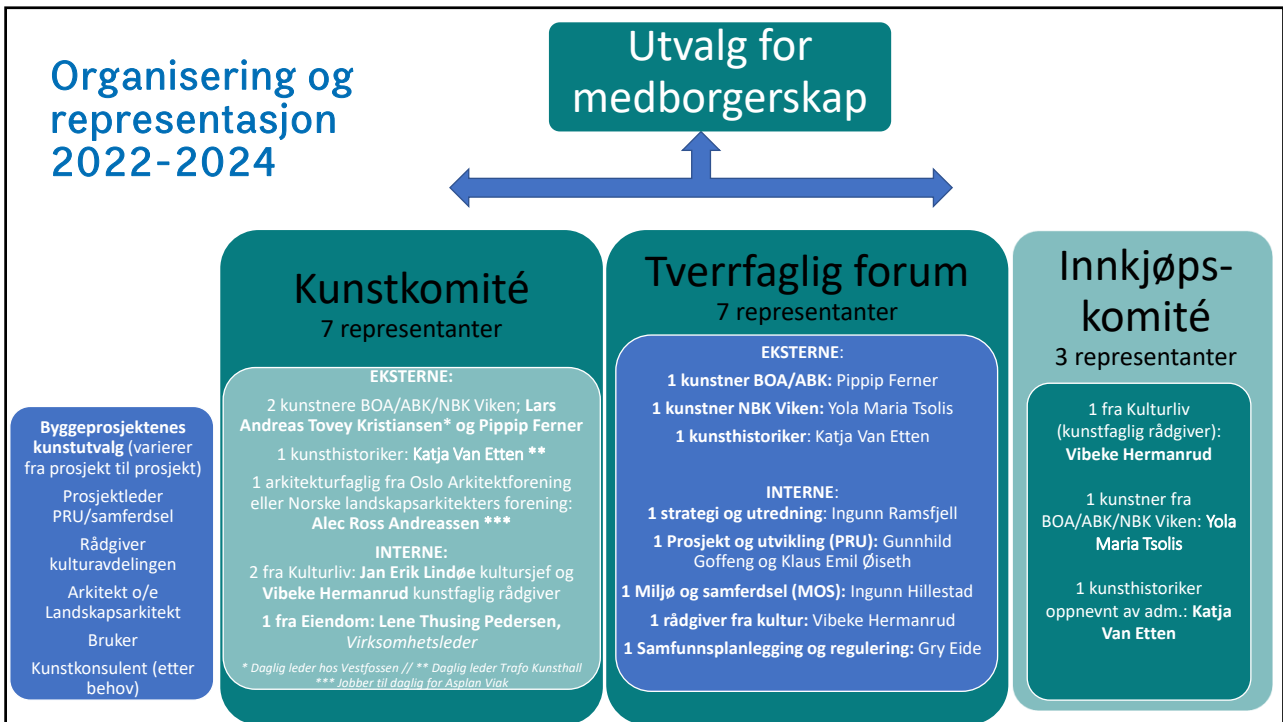 Organisering og
representasjon
2022-2024
Utvalg for
medborgerskap
Byggeprosjektenes
kunstutvalg (varierer
fra prosjekt til prosjekt)
Prosjektleder
PRU/samferdsel
Rådgiver
kulturavdelingen
Arkitekt o/e
Landskapsarkitekt
Bruker
Kunstkonsulent (etter
behov)
Kunstkomité
7 representanter
EKSTERNE:
2 kunstnere BOA/ABK/NBK Viken; Lars
Andreas Tovey Kristiansen* og Pippip Ferner
1 kunsthistoriker: Katja Van Etten **
1 arkitekturfaglig fra Oslo Arkitektforening
eller Norske landskapsarkitekters forening:
Alec Ross Andreassen ***
INTERNE:
2 fra Kulturliv: Jan Erik Lindøe kultursjef og
Vibeke Hermanrud kunstfaglig rådgiver
1 fra Eiendom: Lene Thusing Pedersen,
Virksomhetsleder
* Daglig leder hos Vestfossen // ** Daglig leder Trafo Kunsthall
*** Jobber til daglig for Asplan Viak
Tverrfaglig forum
7 representanter
EKSTERNE:
1 kunstner BOA/ABK: Pippip Ferner
1 kunstner NBK Viken: Yola Maria Tsolis
1 kunsthistoriker: Katja Van Etten
INTERNE:
1 strategi og utredning: Ingunn Ramsfjell
1 Prosjekt og utvikling (PRU): Gunnhild
Goffeng og Klaus Emil Øiseth
1 Miljø og samferdsel (MOS): Ingunn Hillestad
1 rådgiver fra kultur: Vibeke Hermanrud
1 Samfunnsplanlegging og regulering: Gry Eide
Innkjøps-
komité
3 representanter
1 fra Kulturliv
(kunstfaglig rådgiver):
Vibeke Hermanrud
1 kunstner fra
BOA/ABK/NBK Viken: Yola
Maria Tsolis
1 kunsthistoriker
oppnevnt av adm.: Katja
Van Etten